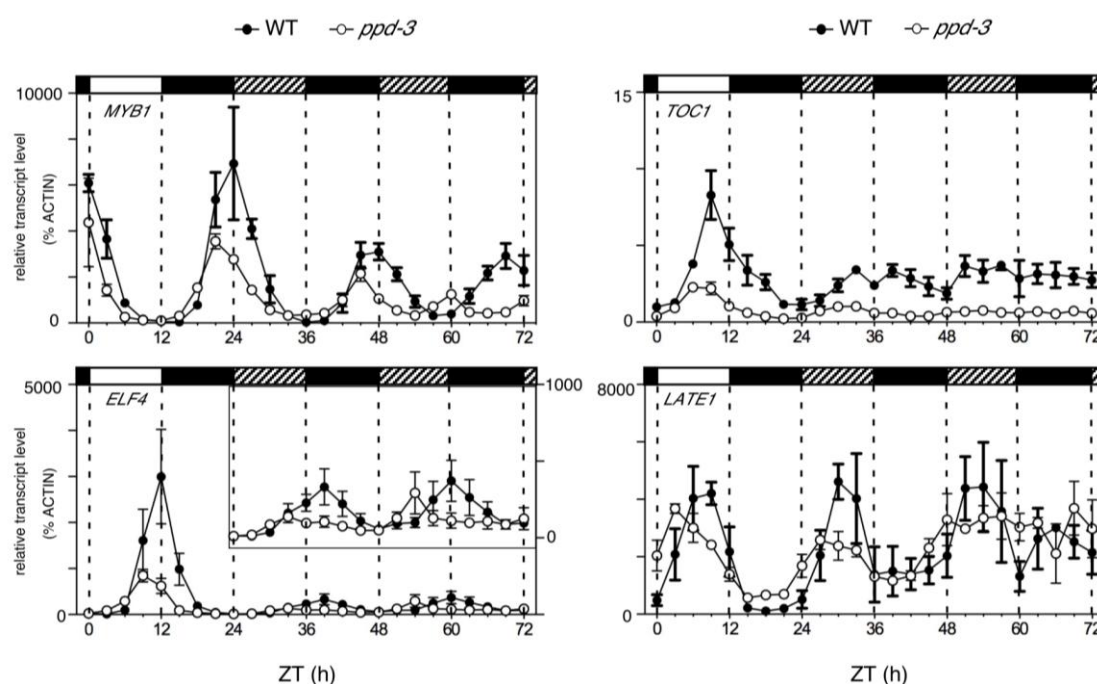 WT ppd-3
WT ppd-3
10000
MYB1
relative transcript level
(% ACTIN)
0
0 12 24 36 48 60 72
15
TOC1
0
0 12 24 36 48 60 72
5000
ELF4
1000
0
relative transcript level
(% ACTIN)
0
0 12 24 36 48 60 72
ZT (h)
8000
LATE1
0
0 12 24 36 48 60 72
ZT (h)